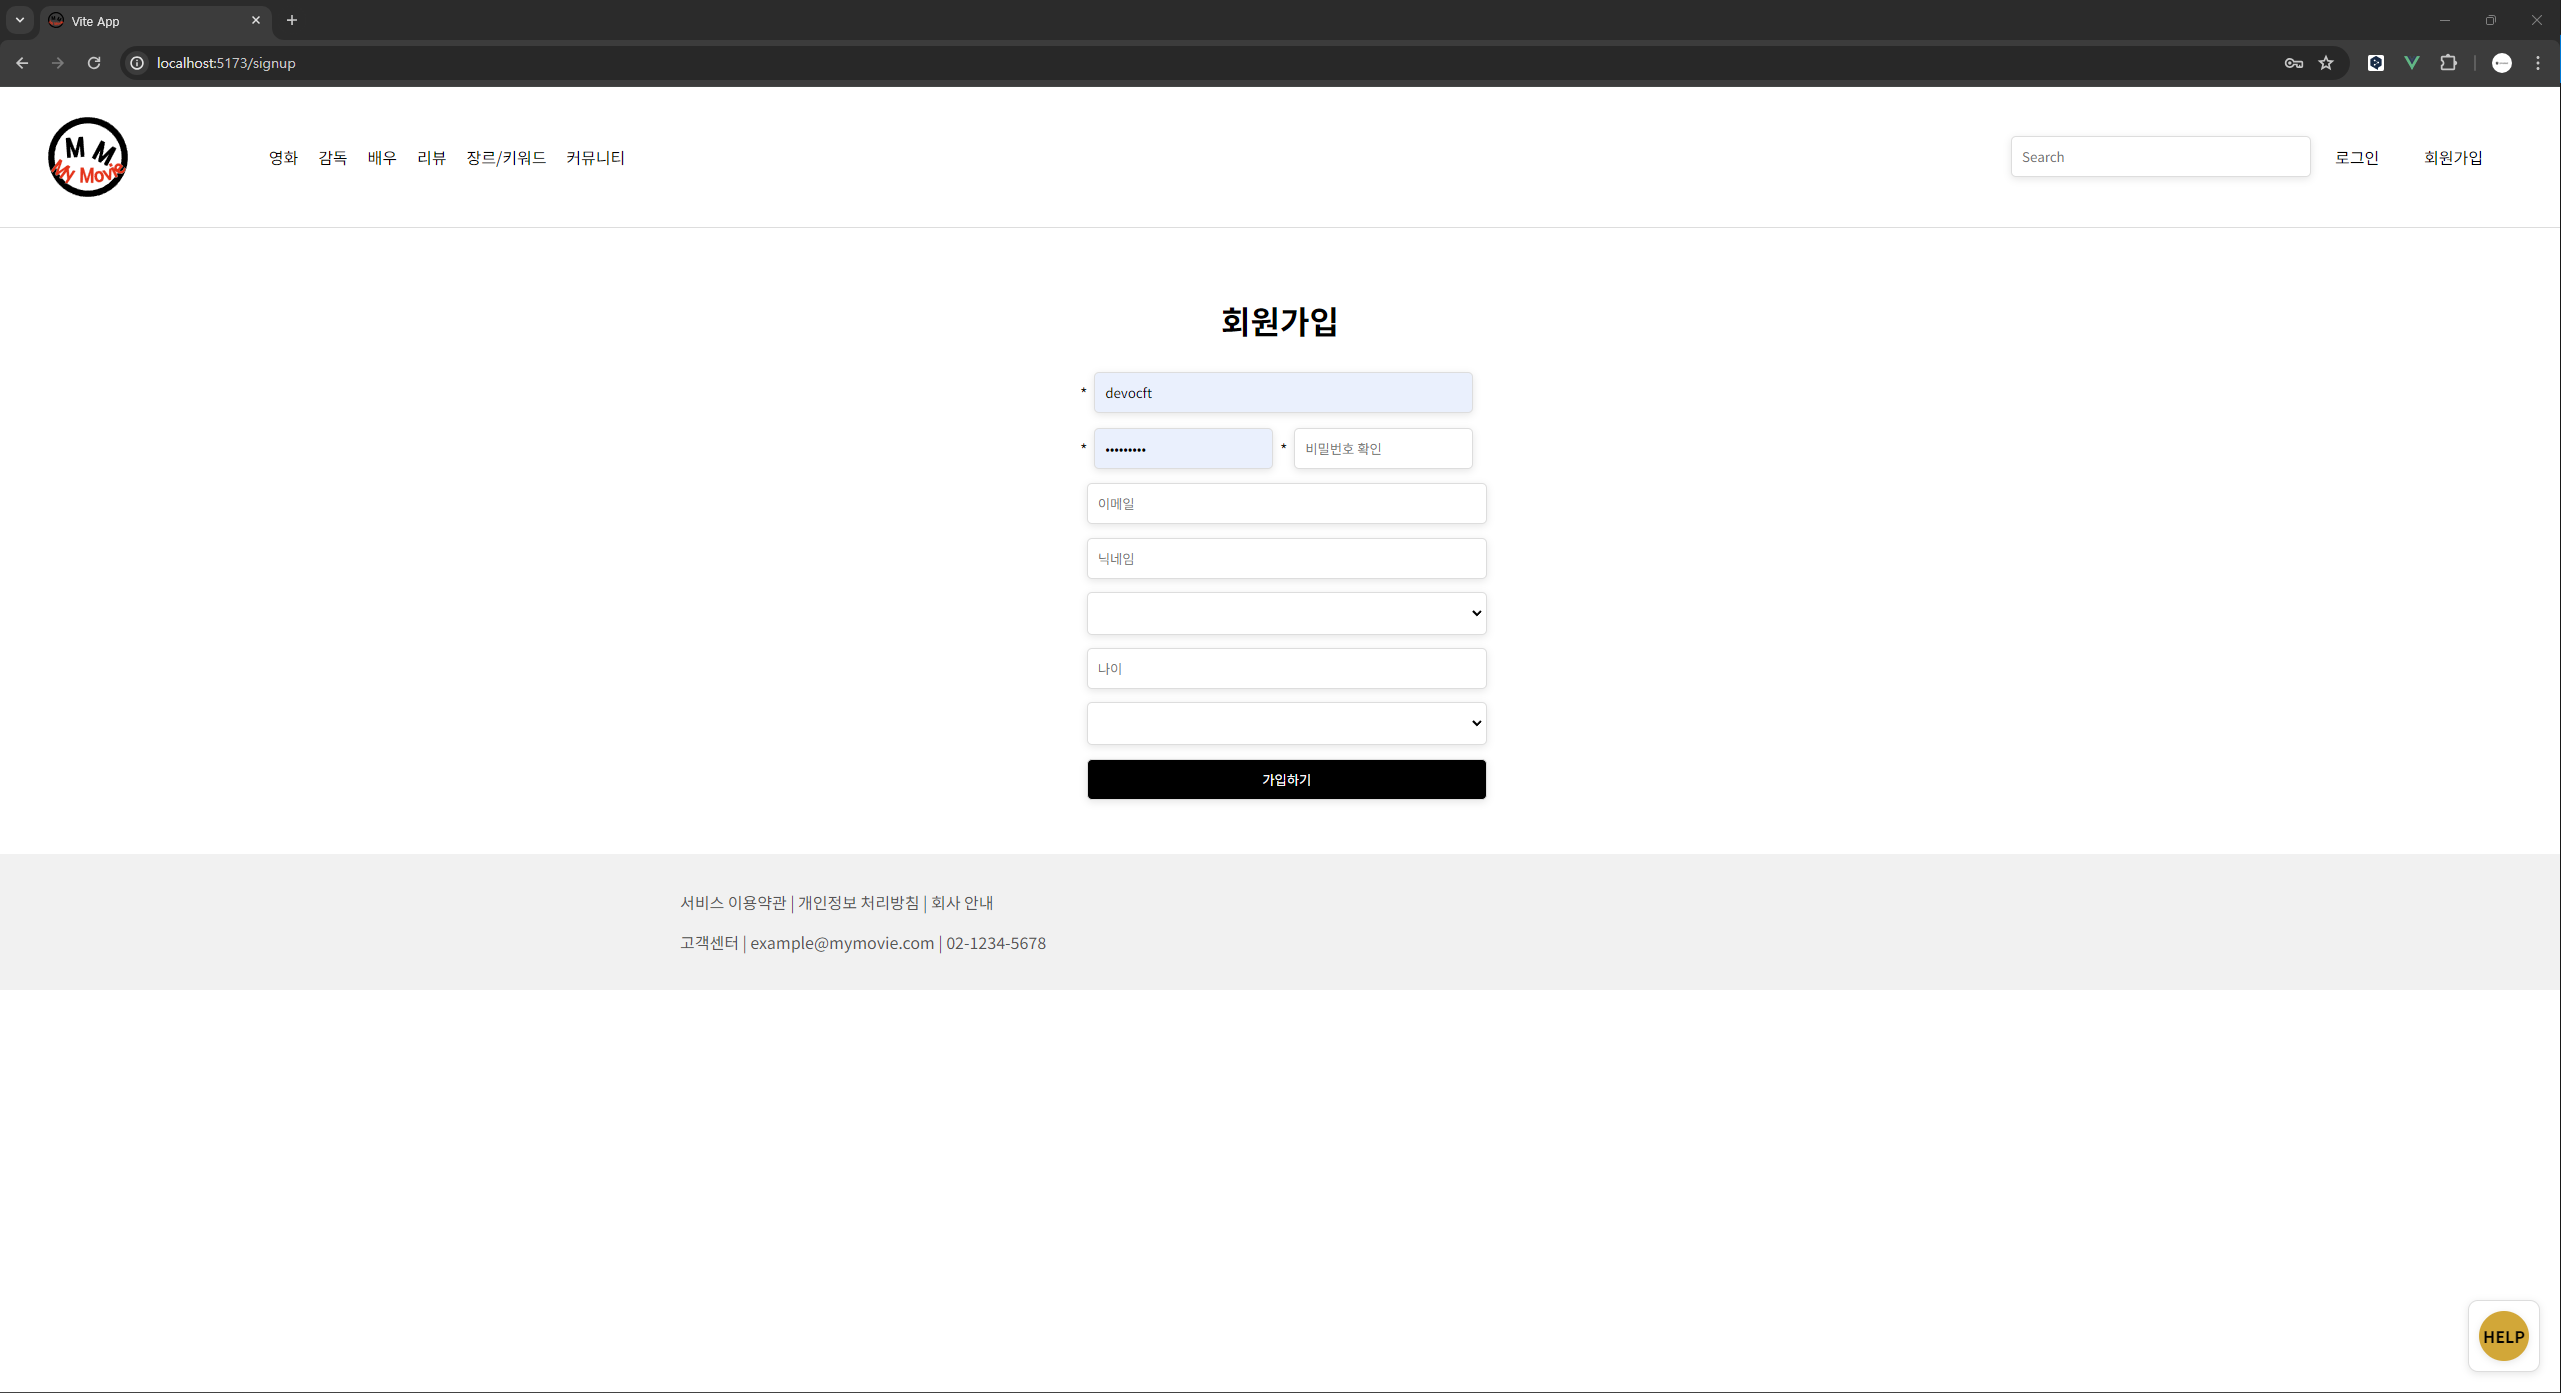 Vite App
localhost:5173/signup
M M
My Movie
영화 감독 배우 리뷰 장르/키워드 커뮤니티
Search
로그인
회원가입
회원가입
* devocft
* ••••••••• * 비밀번호 확인
이메일
닉네임
나이
가입하기
서비스 이용약관 | 개인정보 처리방침 | 회사 안내
고객센터 | example@mymovie.com | 02-1234-5678
HELP